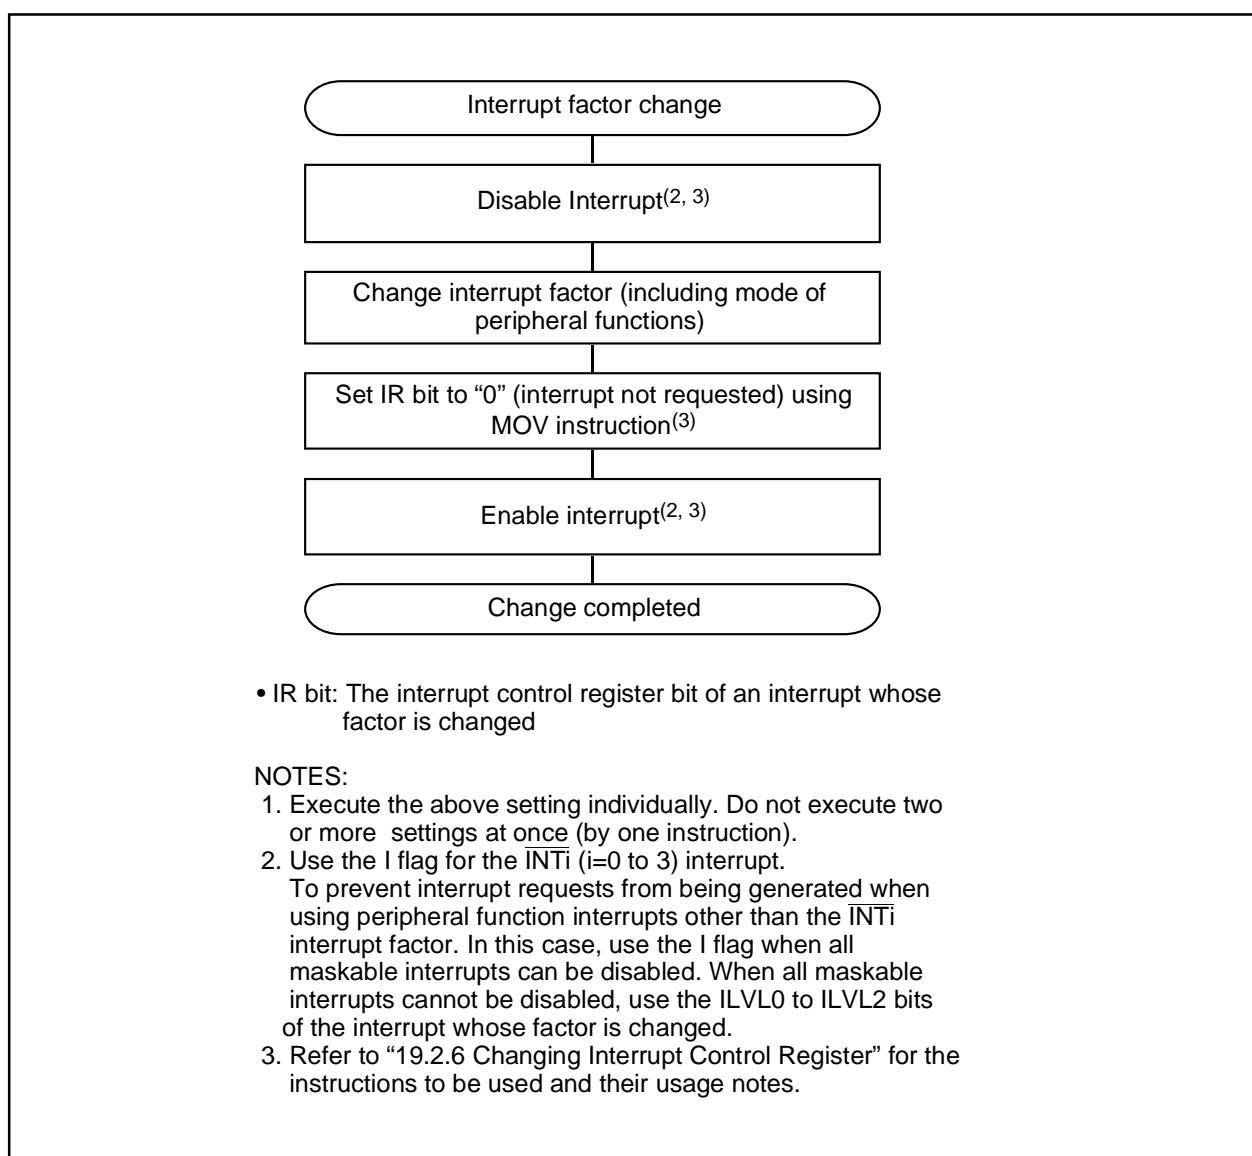 Interrupt factor change
Disable Interrupt(2, 3)
Change interrupt factor (including mode of
peripheral functions)
Set IR bit to “0” (interrupt not requested) using
MOV instruction(3)
Enable interrupt(2, 3)
Change completed
• IR bit: The interrupt control register bit of an interrupt whose
factor is changed
NOTES:
1. Execute the above setting individually. Do not execute two
or more settings at once (by one instruction).
2. Use the I flag for the I̅N̅T̅i̅ (i=0 to 3) interrupt.
To prevent interrupt requests from being generated when
using peripheral function interrupts other than the I̅N̅T̅i̅
interrupt factor. In this case, use the I flag when all
maskable interrupts can be disabled. When all maskable
interrupts cannot be disabled, use the ILVL0 to ILVL2 bits
of the interrupt whose factor is changed.
3. Refer to “19.2.6 Changing Interrupt Control Register” for the
instructions to be used and their usage notes.